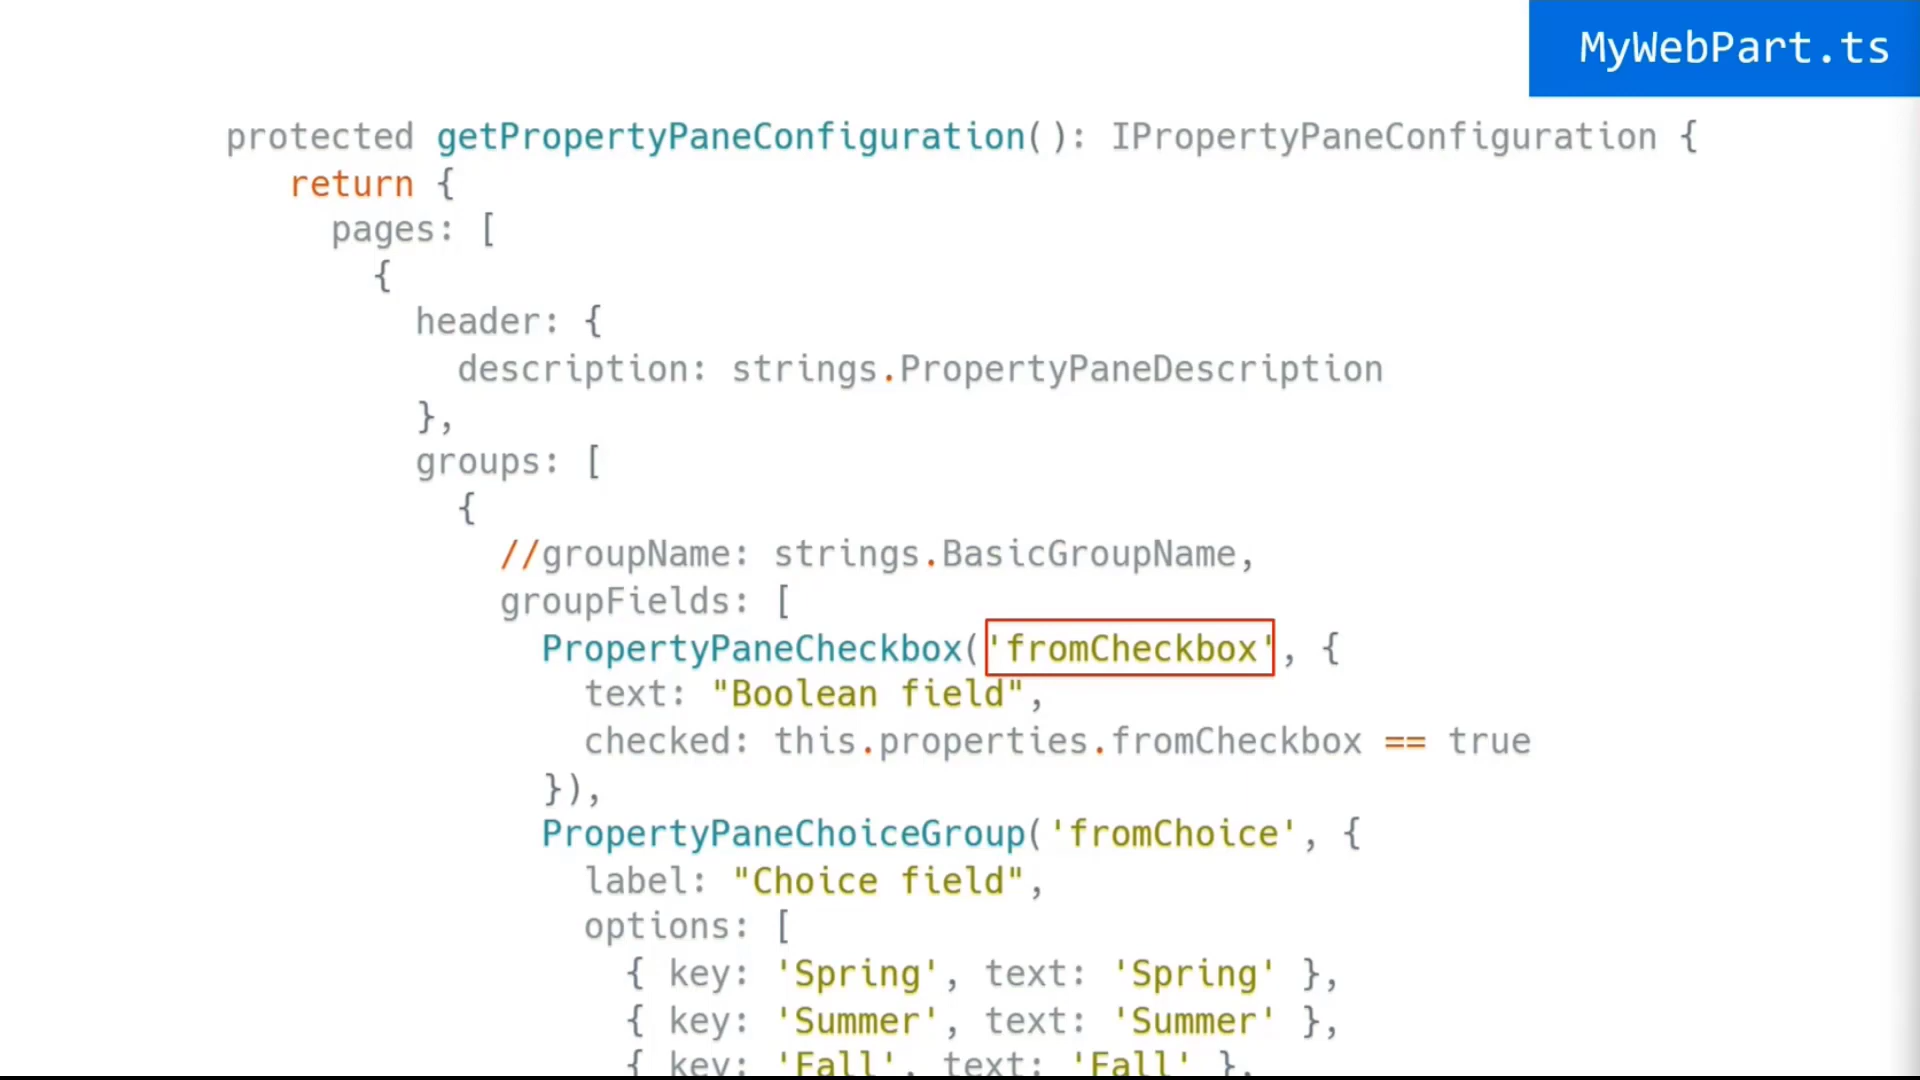 MyWebPart.ts
protected getPropertyPaneConfiguration(): IPropertyPaneConfiguration {
return {
pages: [
{
header: {
description: strings.PropertyPaneDescription
},
groups: [
{
//groupName: strings.BasicGroupName,
groupFields: [
PropertyPaneCheckbox('fromCheckbox', {
text: "Boolean field",
checked: this.properties.fromCheckbox == true
}),
PropertyPaneChoiceGroup('fromChoice', {
label: "Choice field",
options: [
{ key: 'Spring', text: 'Spring' },
{ key: 'Summer', text: 'Summer' },
{ key: 'Fall', text: 'Fall' },